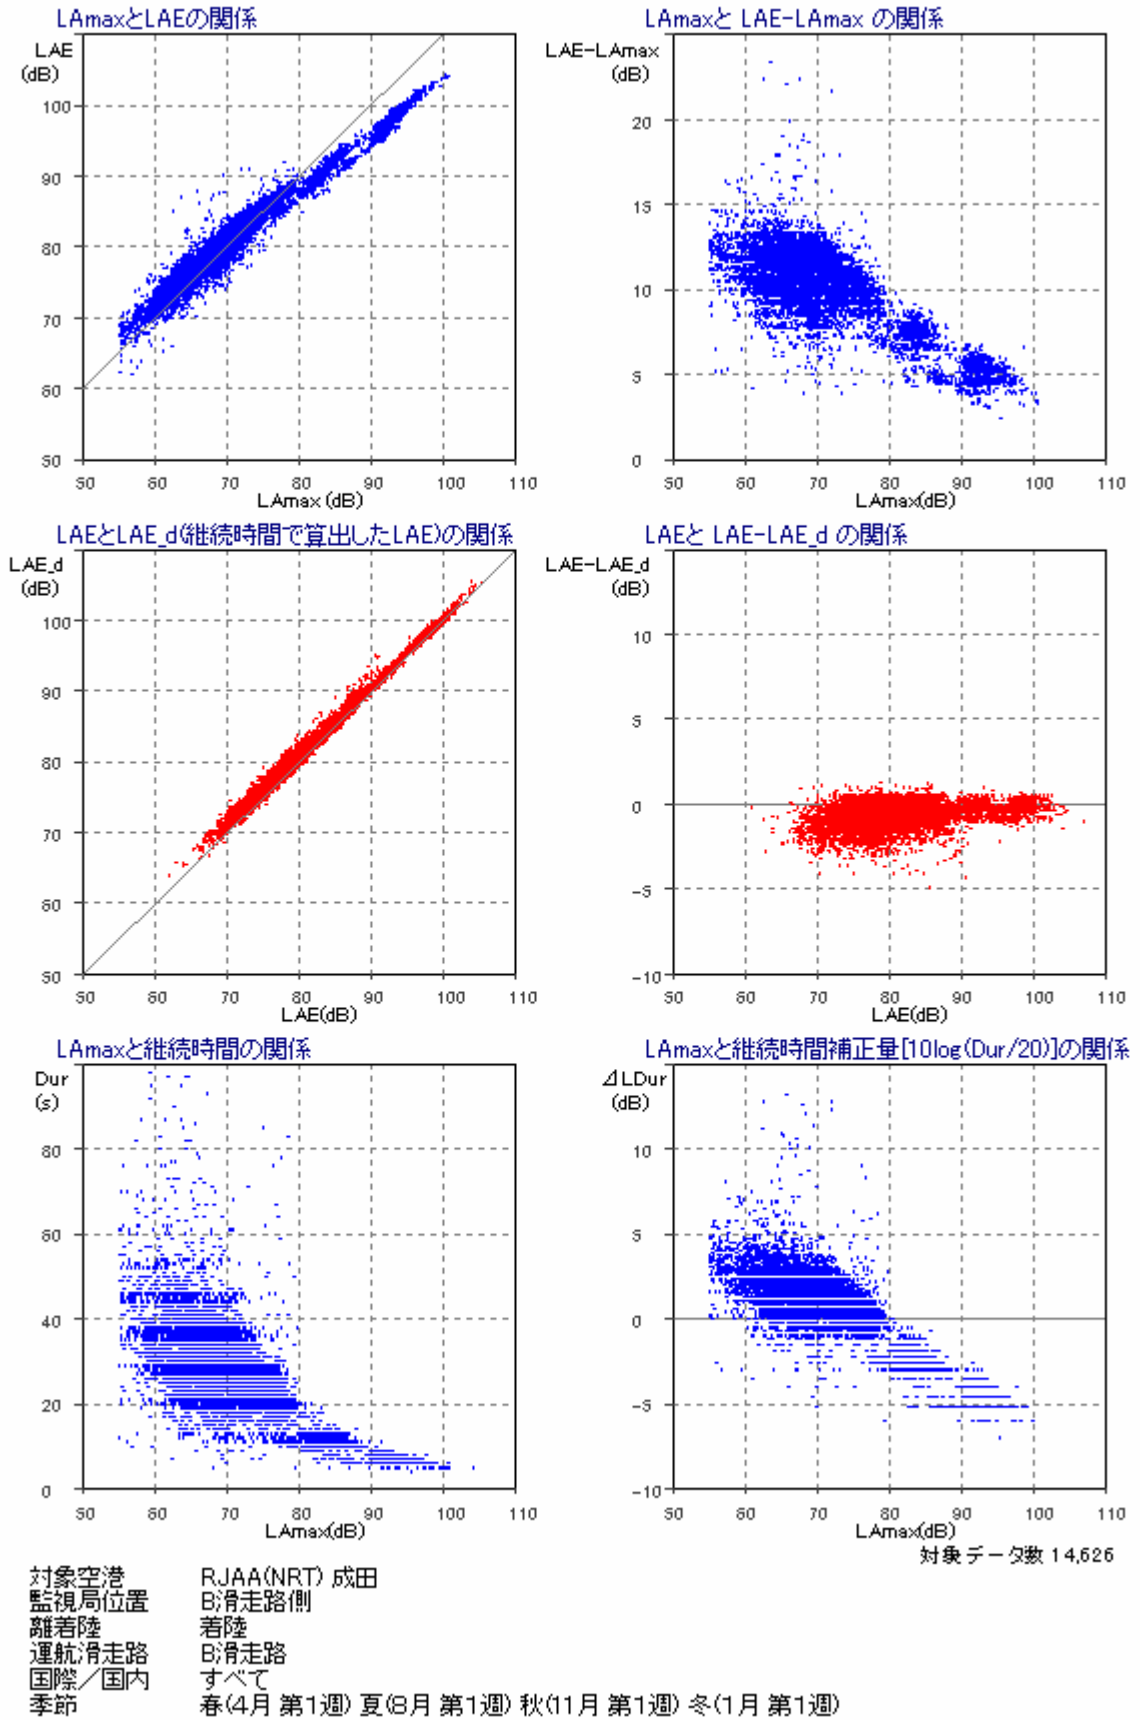 LAmaxとLAEの関係
LAE
(dB)
100
90
80
70
60
50
50 60 70 80 90 100 110
LAmax (dB)
LAmaxと LAE-LAmax の関係
LAE-LAmax
(dB)
20
15
10
5
0
50 60 70 80 90 100 110
LAmax(dB)
LAEとLAE_d(継続時間で算出したLAE)の関係
LAE_d
(dB)
100
90
80
70
60
50
50 60 70 80 90 100 110
LAE(dB)
LAEと LAE-LAE_d の関係
LAE-LAE_d
(dB)
10
5
0
-5
-10
50 60 70 80 90 100 110
LAE(dB)
LAmaxと継続時間の関係
Dur
(s)
80
60
40
20
0
50 60 70 80 90 100 110
LAmax(dB)
LAmaxと継続時間補正量[10log(Dur/20)]の関係
⊿LDur
(dB)
10
5
0
-5
-10
50 60 70 80 90 100 110
LAmax(dB)
対象データ数 14,626
対象空港 RJAA(NRT) 成田
監視局位置 B滑走路側
離着陸 着陸
運航滑走路 B滑走路
国際/国内 すべて
季節 春(4月 第1週) 夏(8月 第1週) 秋(11月 第1週) 冬(1月 第1週)